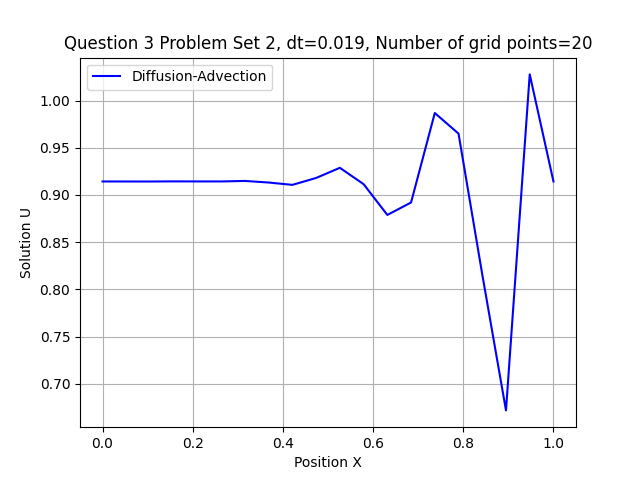 Question 3 Problem Set 2, dt=0.019, Number of grid points=20
Diffusion-Advection
1.00
0.95
0.90
0.85
0.80
0.75
0.70
Solution U
0.0 0.2 0.4 0.6 0.8 1.0
Position X